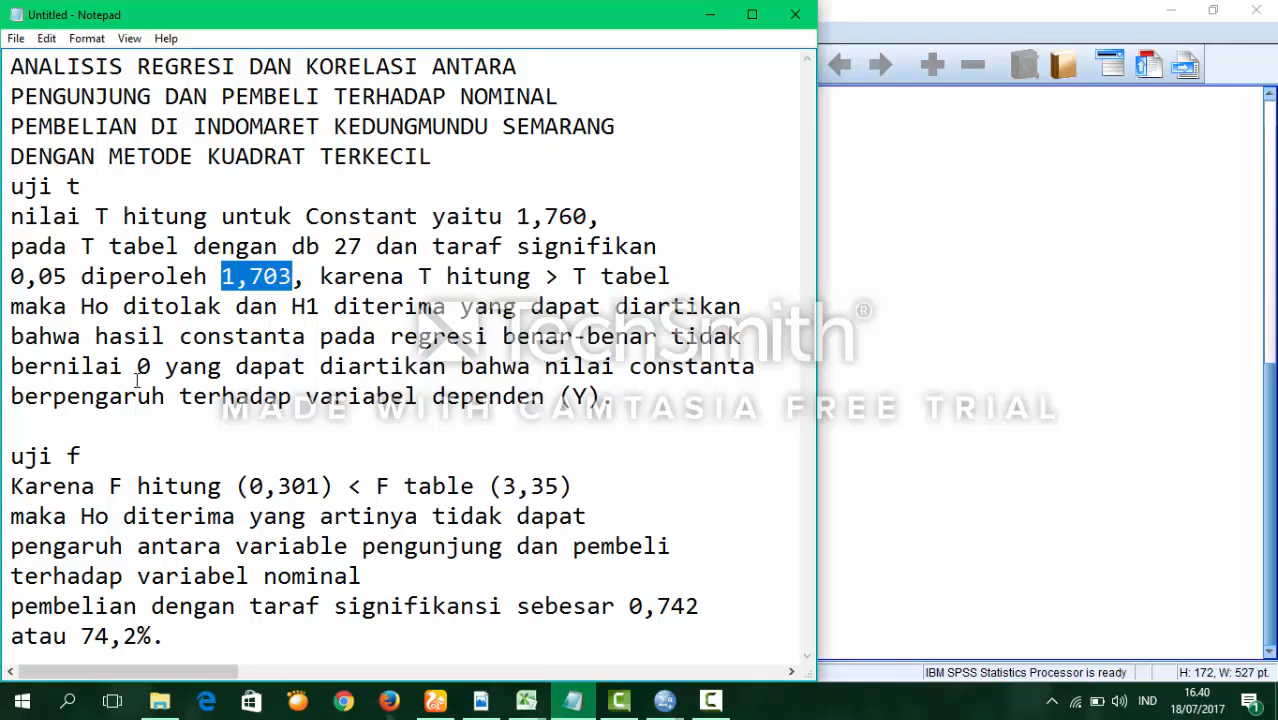 Untitled - Notepad
File Edit Format View Help
ANALISIS REGRESI DAN KORELASI ANTARA
PENGUNJUNG DAN PEMBELI TERHADAP NOMINAL
PEMBELIAN DI INDOMARET KEDUNGMUNDU SEMARANG
DENGAN METODE KUADRAT TERKECIL
uji t
nilai T hitung untuk Constant yaitu 1,760,
pada T tabel dengan db 27 dan taraf signifikan
0,05 diperoleh 1,703, karena T hitung > T tabel
maka Ho ditolak dan H1 diterima yang dapat diartikan
bahwa hasil constanta pada regresi benar-benar tidak
bernilai 0 yang dapat diartikan bahwa nilai constanta
berpengaruh terhadap variabel dependen (Y).
TechSmith®
MADE WITH CAMTASIA FREE TRIAL
uji f
Karena F hitung (0,301) < F table (3,35)
maka Ho diterima yang artinya tidak dapat
pengaruh antara variable pengunjung dan pembeli
terhadap variabel nominal
pembelian dengan taraf signifikansi sebesar 0,742
atau 74,2%.
IBM SPSS Statistics Processor is ready
H: 172, W: 527 pt.
IND
16.40
18/07/2017
1